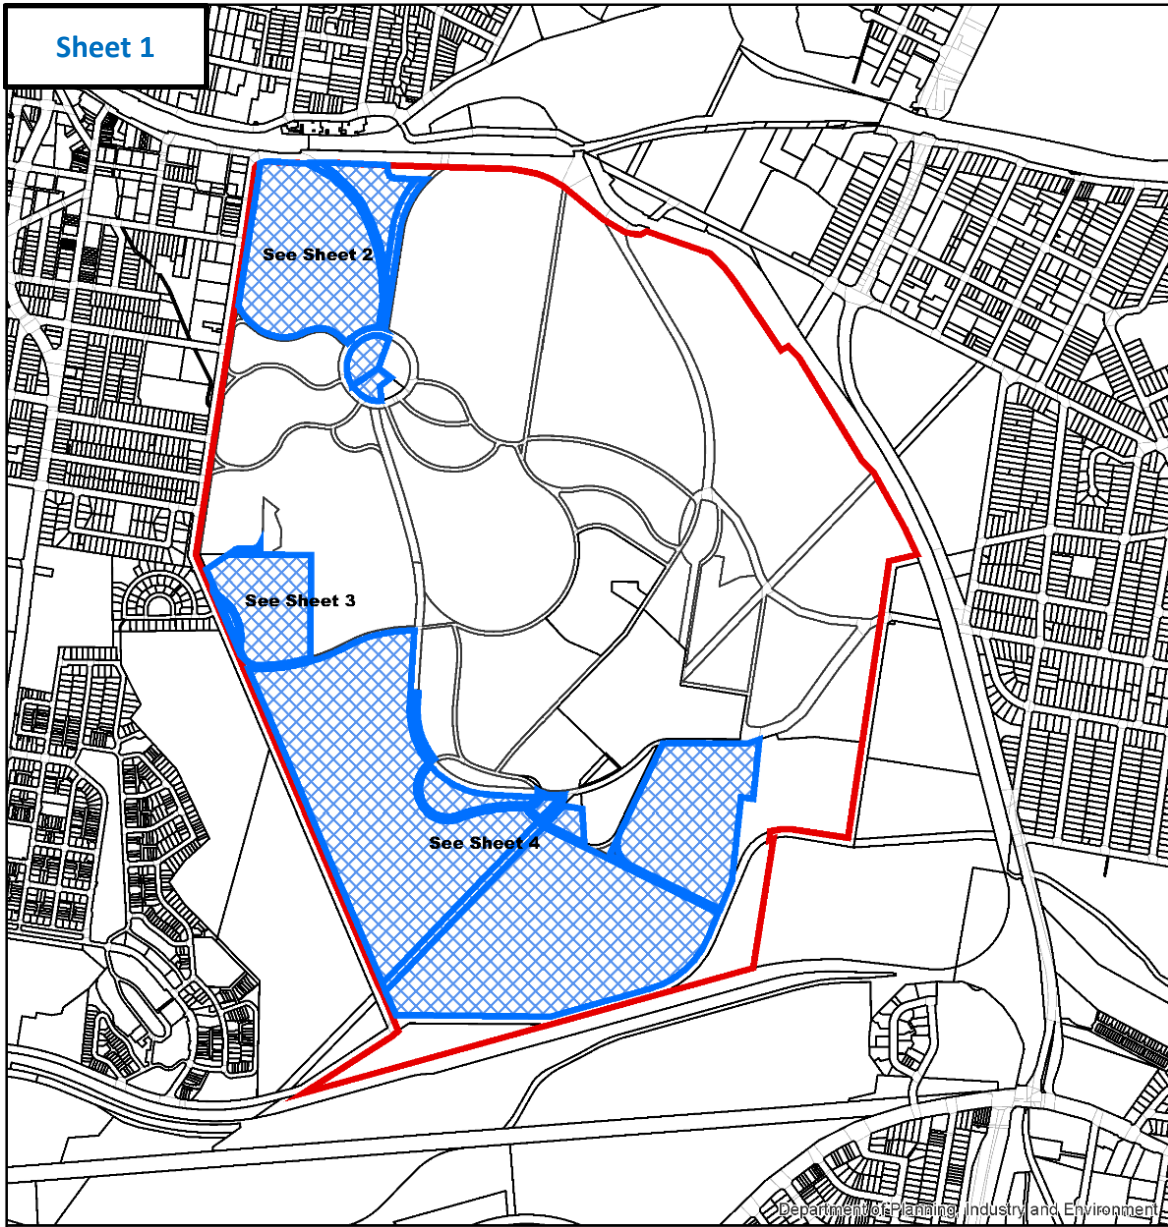 Sheet 1
See Sheet 2
See Sheet 3
See Sheet 4
Department of Planning, Industry and Environment